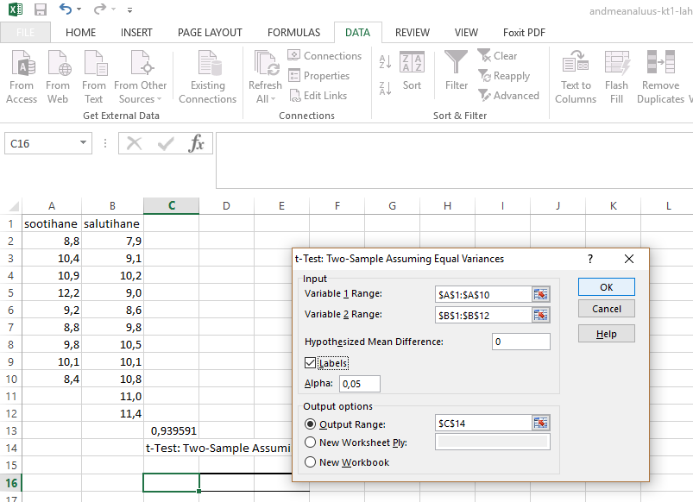 andmeanaluus-kt1-lah
FILE HOME INSERT PAGE LAYOUT FORMULAS DATA REVIEW VIEW Foxit PDF
From Access
From Web
From Text
From Other Sources
Existing Connections
Get External Data
Refresh All
Connections
Properties
Edit Links
Connections
Sort
Filter
Clear
Reapply
Advanced
Sort & Filter
Text to Columns
Flash Fill
Remove Duplicates
C16 fx
A B C D E F G H I J K L
1 sootihane salutihane
2 8,8 7,9
3 10,4 9,1
4 10,9 10,2
5 12,2 9,0
6 9,2 8,6
7 8,8 9,8
8 9,8 10,5
9 10,1 10,1
10 8,4 10,8
11 11,0
12 11,4
13 0,939591
14 t-Test: Two-Sample Assumi
15
16
17
t-Test: Two-Sample Assuming Equal Variances ? X
Input
Variable 1 Range: $A$1:$A$10
Variable 2 Range: $B$1:$B$12
Hypothesized Mean Difference: 0
Labels
Alpha: 0,05
Output options
Output Range: $C$14
New Worksheet Ply:
New Workbook
OK
Cancel
Help